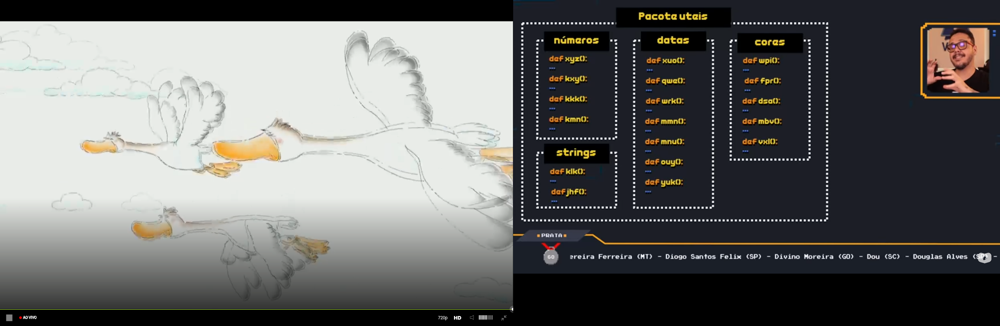 AO VIVO
720p HD
Pacote uteis
números
def xyz():
...
def kxy():
...
def kkk():
...
def kmn():
...
strings
def klk():
...
def jhf():
...
datas
def xuo():
...
def qwe():
...
def wrk():
...
def mmn():
...
def mnu():
...
def ouy():
...
def yuk():
...
cores
def wpi():
...
def fpr():
...
def dsa():
...
def mbv():
...
def vxl():
...
PRATA
GO
ereira Ferreira (MT) - Diogo Santos Felix (SP) - Divino Moreira (GO) - Dou (SC) - Douglas Alves (SP) -